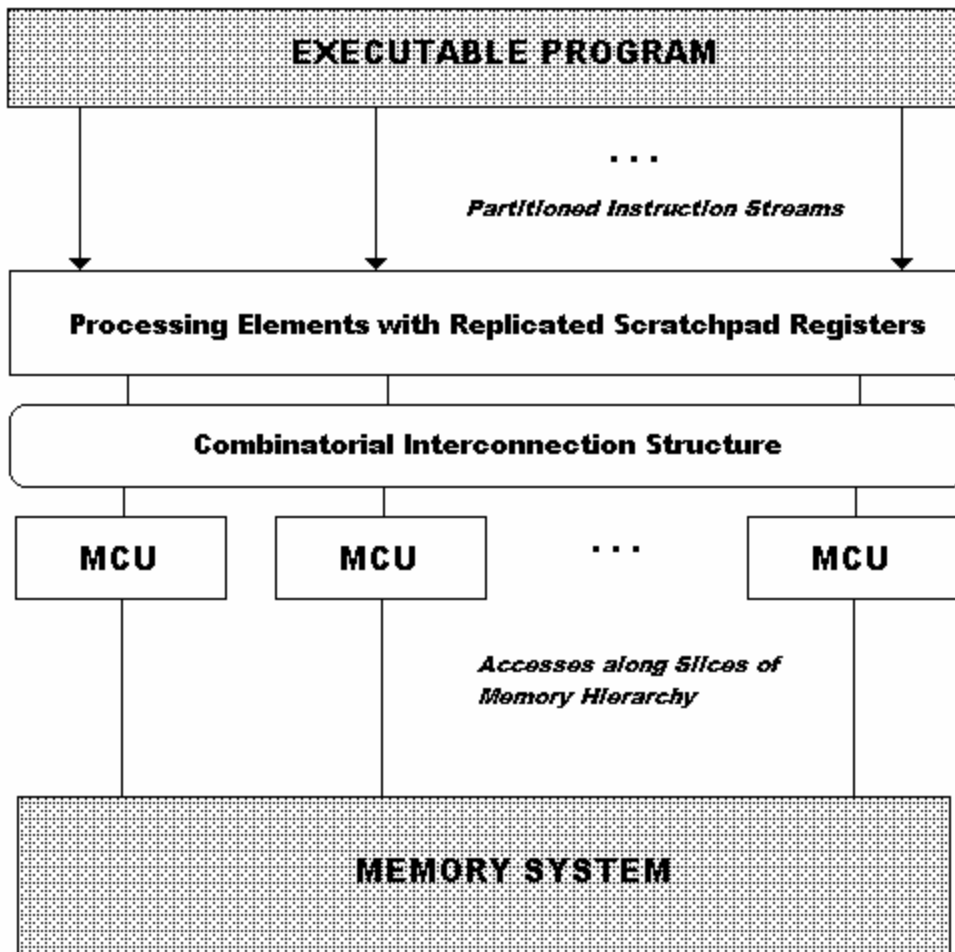 EXECUTABLE PROGRAM
...
Partitioned Instruction Streams
Processing Elements with Replicated Scratchpad Registers
Combinatorial Interconnection Structure
MCU
MCU
...
MCU
Accesses along Slices of
Memory Hierarchy
MEMORY SYSTEM